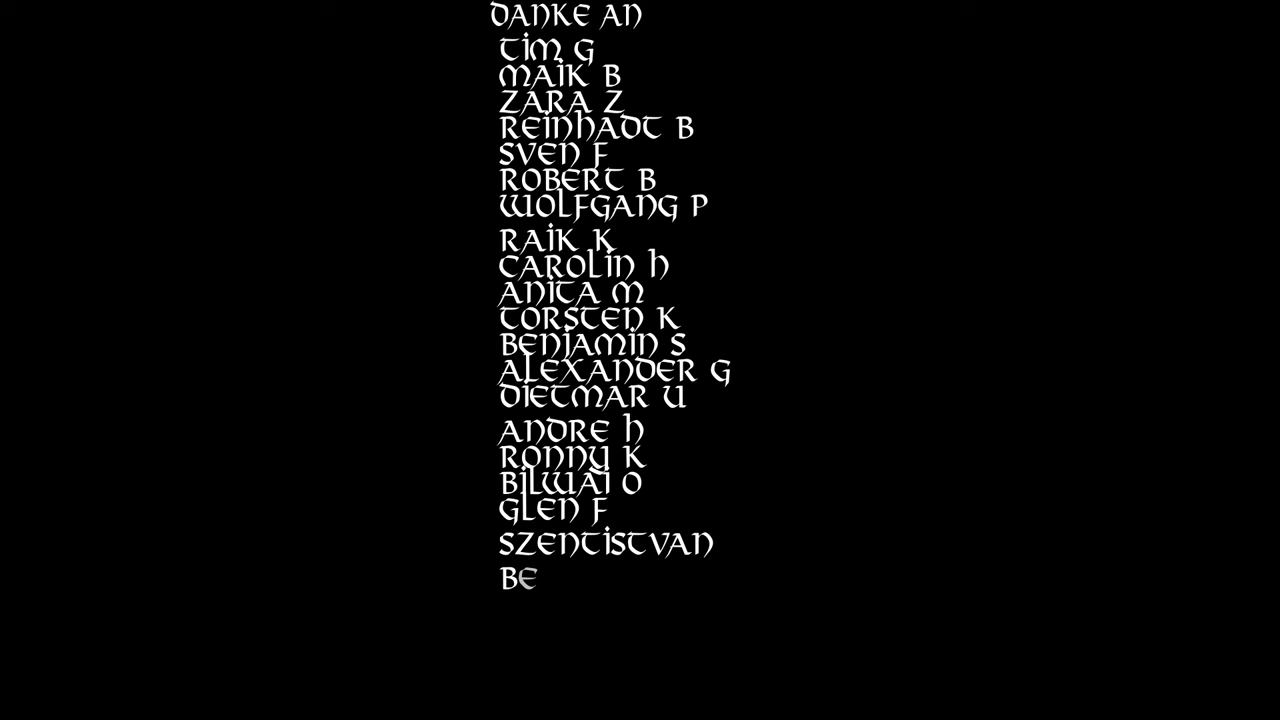 DANKE AN
TIM G
MAIK B
ZARA Z
REINHADT B
SVEN F
ROBERT B
WOLFGANG P
RAIK K
CAROLIN H
ANITA M
TORSTEN K
BENJAMIN S
ALEXANDER G
DIETMAR U
ANDRE H
RONNY K
BILWAI O
GLEN F
SZENTISTVAN
BE